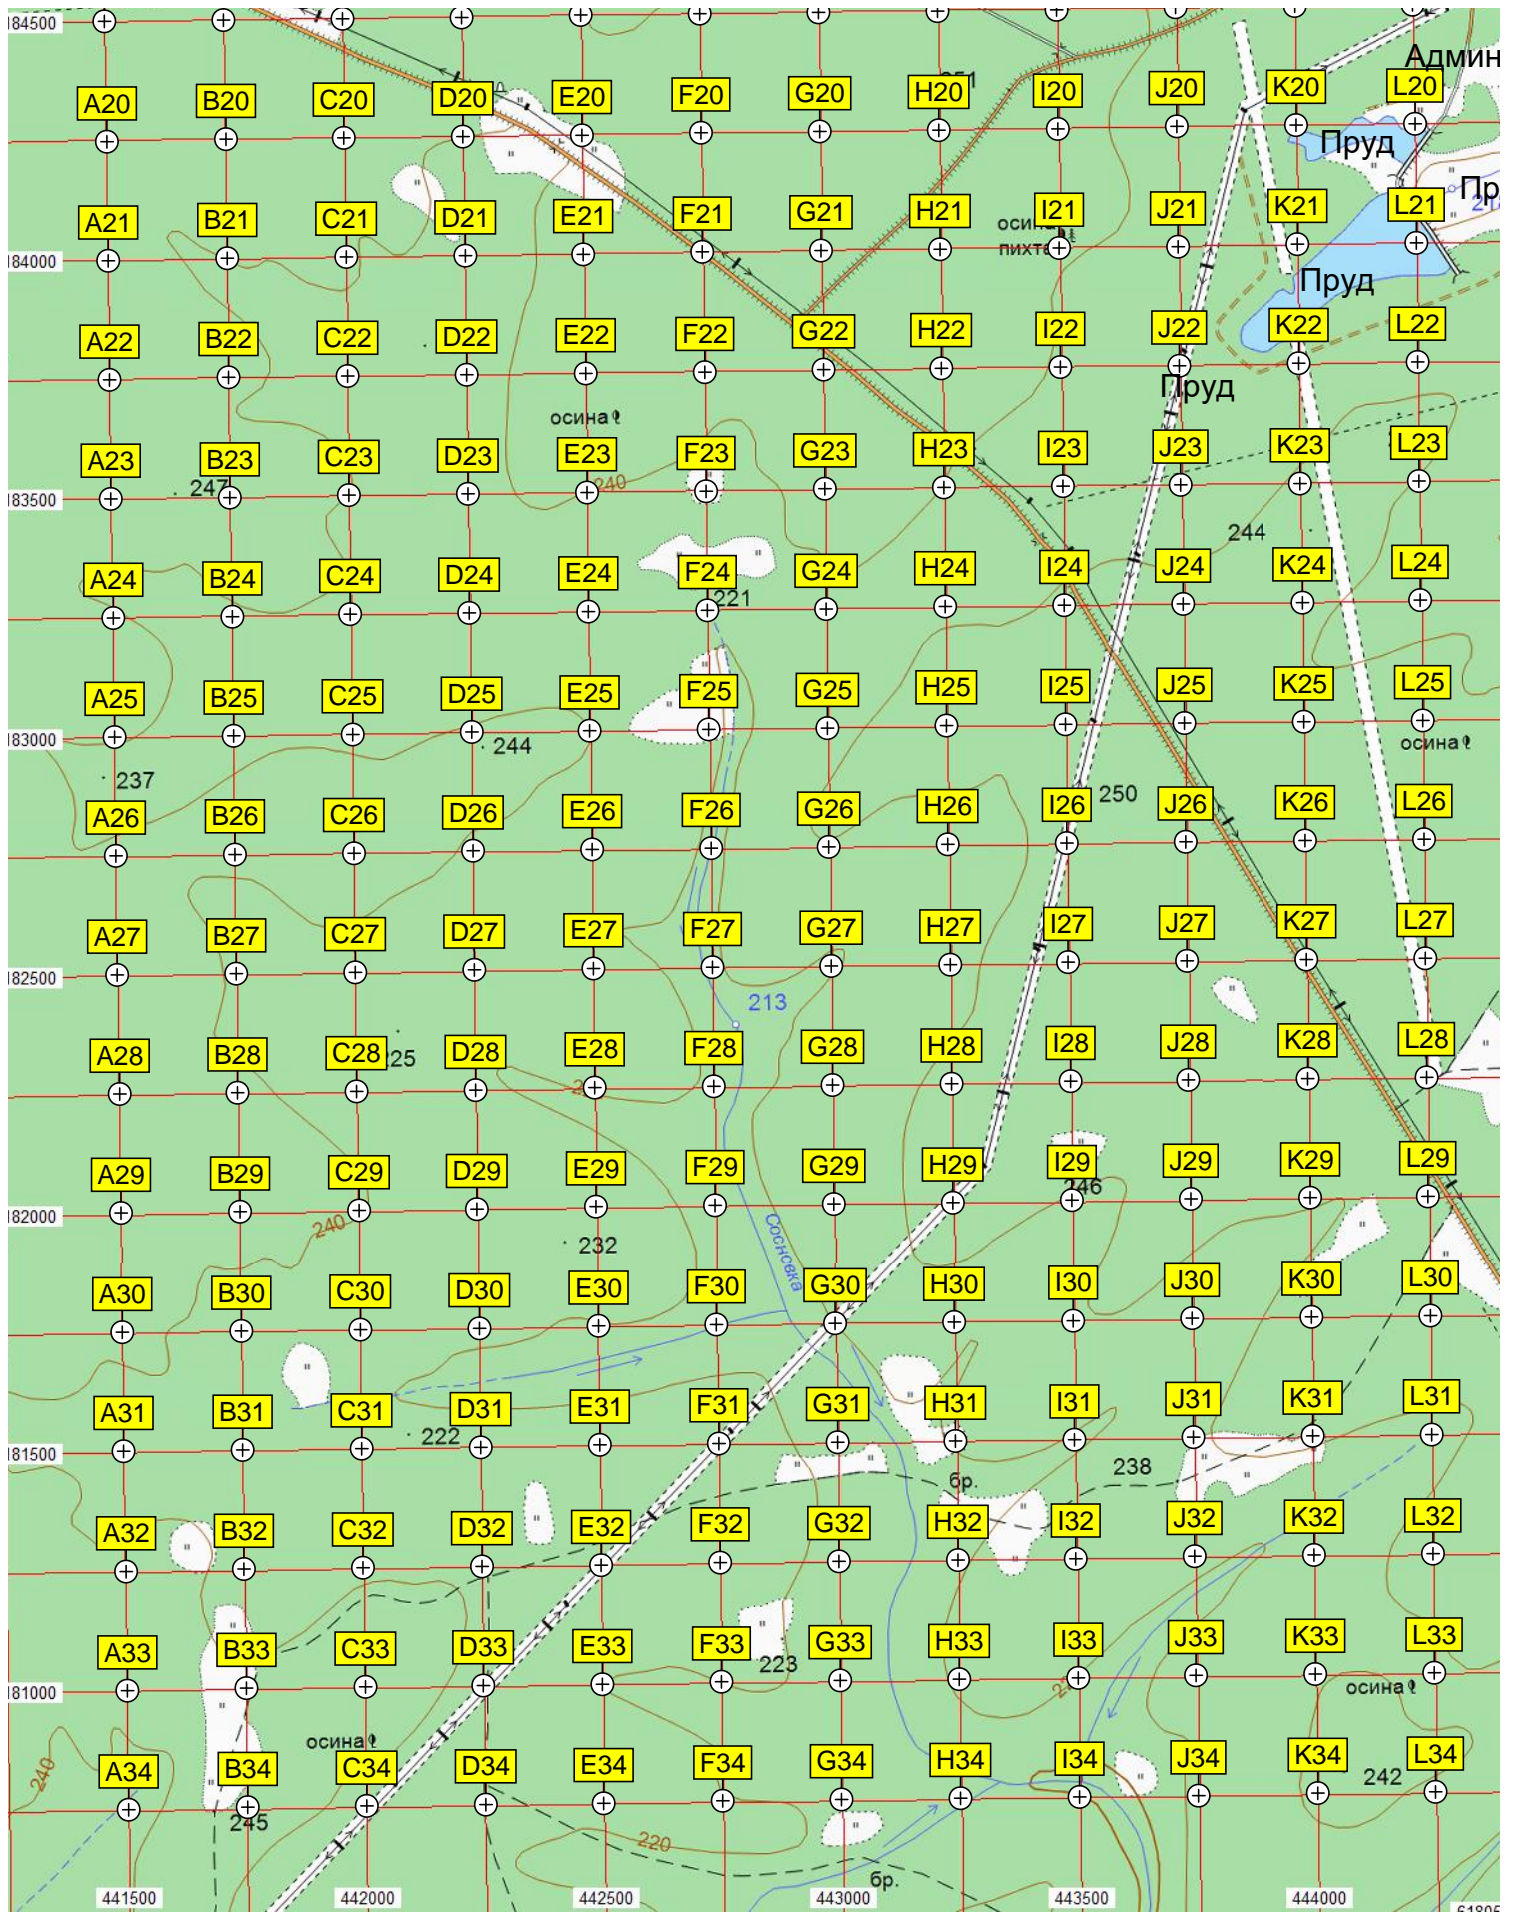 184500
Админ
A20 B20 C20 D20 E20 F20 G20 H20 I20 J20 K20 L20
Пруд
Пр
A21 B21 C21 D21 E21 F21 G21 H21 I21 J21 K21 L21
осина
пихта
184000
Пруд
A22 B22 C22 D22 E22 F22 G22 H22 I22 J22 K22 L22
Пруд
осина
A23 B23 C23 D23 E23 F23 G23 H23 I23 J23 K23 L23
183500
247
240
244
A24 B24 C24 D24 E24 F24 G24 H24 I24 J24 K24 L24
221
A25 B25 C25 D25 E25 F25 G25 H25 I25 J25 K25 L25
183000
244
осина
237
250
A26 B26 C26 D26 E26 F26 G26 H26 I26 J26 K26 L26
A27 B27 C27 D27 E27 F27 G27 H27 I27 J27 K27 L27
182500
213
A28 B28 C28 D28 E28 F28 G28 H28 I28 J28 K28 L28
225
A29 B29 C29 D29 E29 F29 G29 H29 I29 J29 K29 L29
246
182000
240
232
Сосновка
A30 B30 C30 D30 E30 F30 G30 H30 I30 J30 K30 L30
A31 B31 C31 D31 E31 F31 G31 H31 I31 J31 K31 L31
181500
222
238
бр.
A32 B32 C32 D32 E32 F32 G32 H32 I32 J32 K32 L32
A33 B33 C33 D33 E33 F33 G33 H33 I33 J33 K33 L33
223
181000
осина
осина
240
A34 B34 C34 D34 E34 F34 G34 H34 I34 J34 K34 L34
242
245
220
бр.
441500 442000 442500 443000 443500 444000